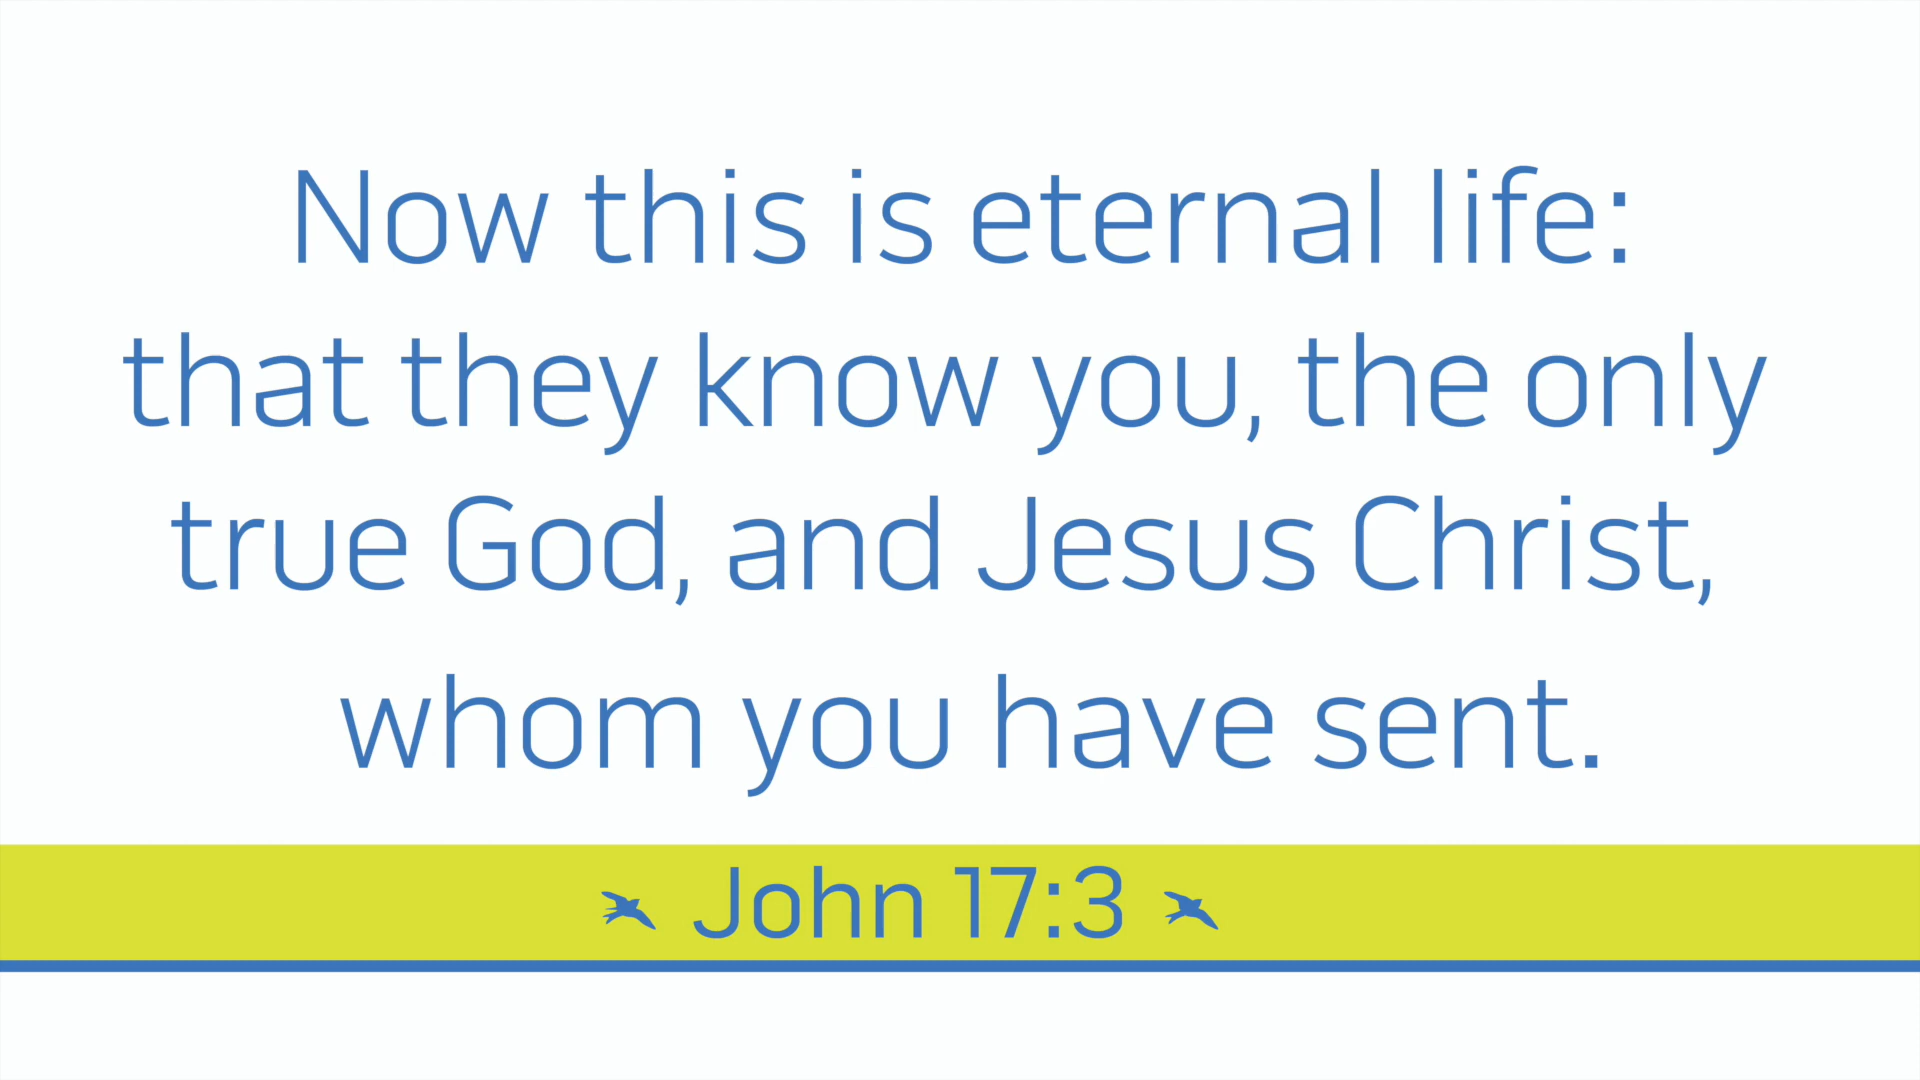 Now this is eternal life:
that they know you, the only
true God, and Jesus Christ,
whom you have sent.
John 17:3